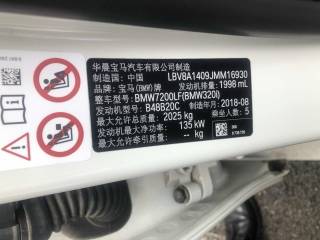 华晨宝马汽车有限公司制造
制造国：中国 LBV8A1409JMM16930
品牌：宝马(BMW)牌 发动机排量：1998 mL
整车型号：BMW7200LF(BMW320i)
发动机型号：B48B20C 制造年月：2018-08
最大允许总质量：2025 kg 乘坐人数：5
发动机最大净功率：135 kW
最大允许牵引质量：- kg